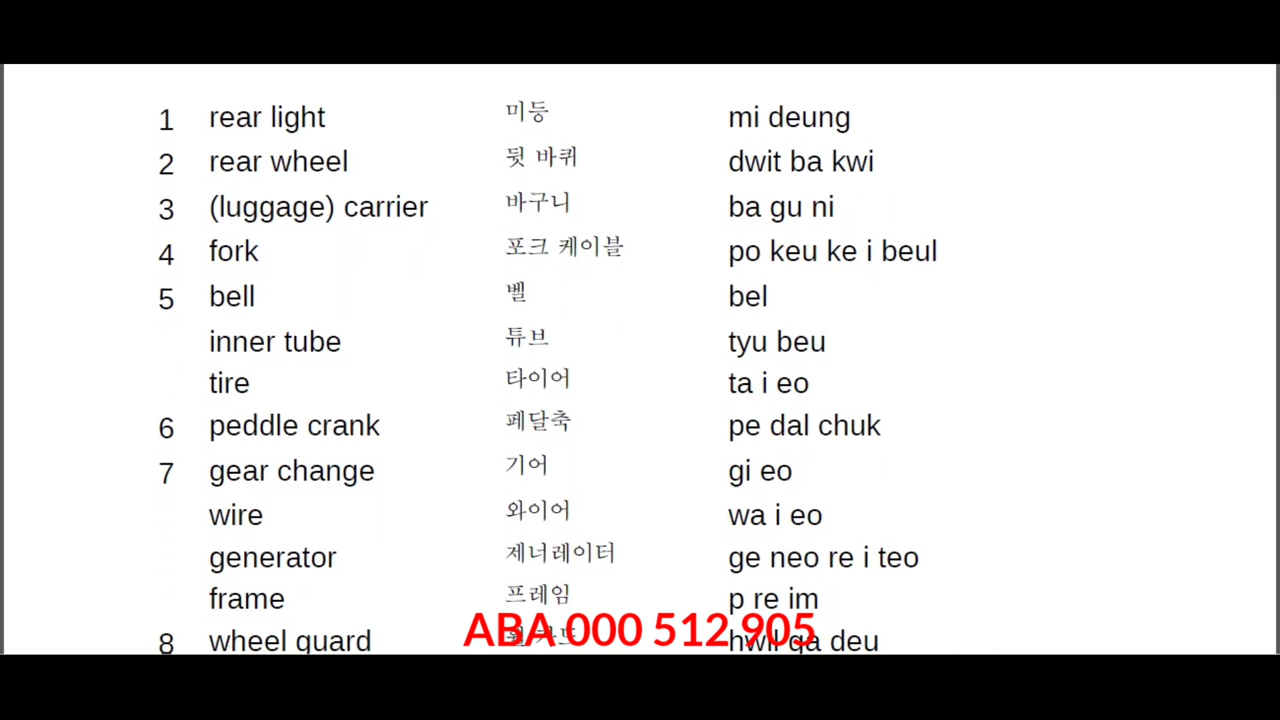 1 rear light 미등 mi deung
2 rear wheel 뒷 바퀴 dwit ba kwi
3 (luggage) carrier 바구니 ba gu ni
4 fork 포크 케이블 po keu ke i beul
5 bell 벨 bel
inner tube 튜브 tyu beu
tire 타이어 ta i eo
6 peddle crank 페달축 pe dal chuk
7 gear change 기어 gi eo
wire 와이어 wa i eo
generator 제너레이터 ge neo re i teo
frame 프레임 p re im
8 wheel guard hwil ga deu
ABA 000 512 905